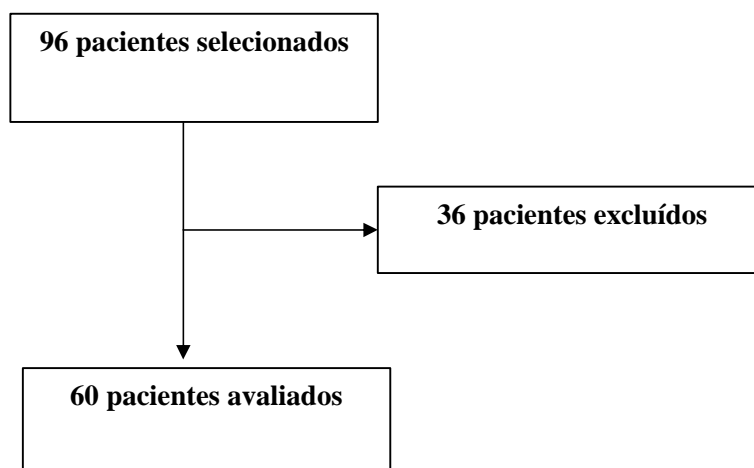 96 pacientes selecionados
36 pacientes excluídos
60 pacientes avaliados